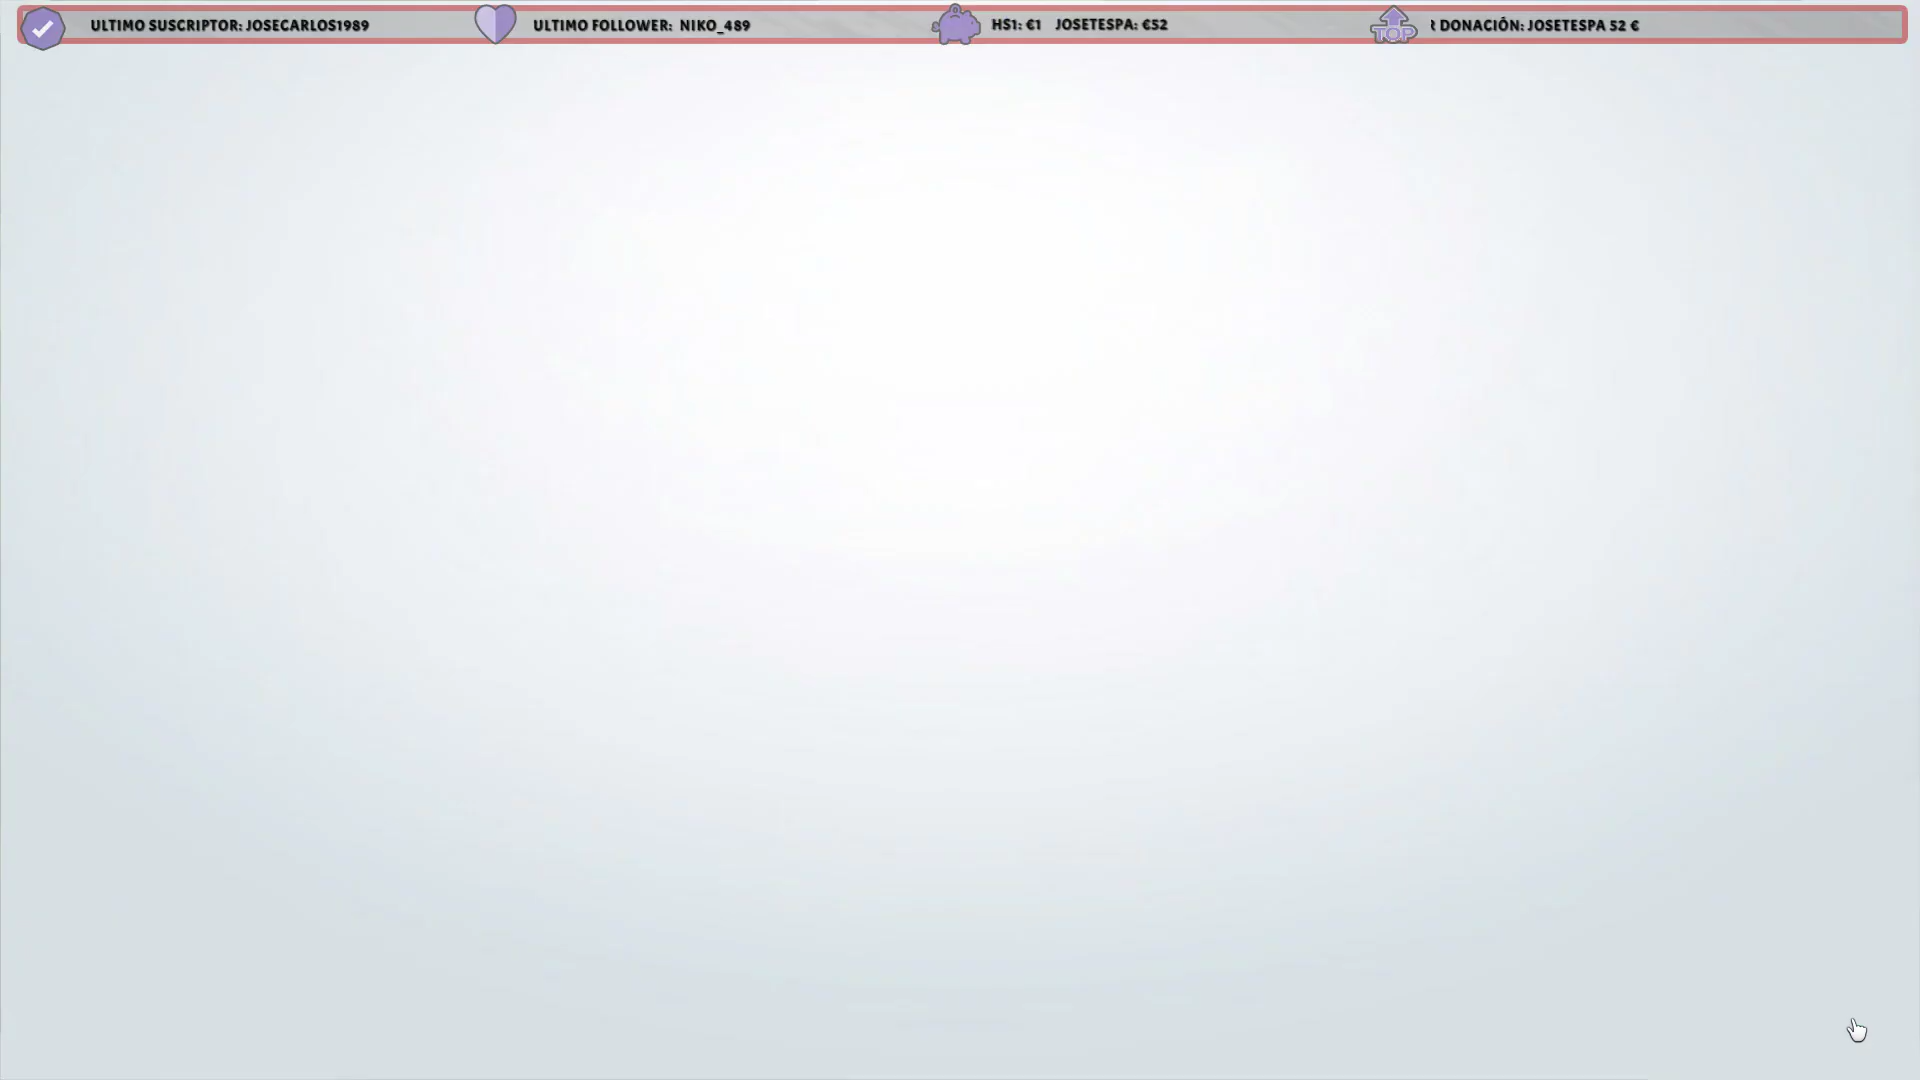 ULTIMO SUSCRIPTOR: JOSECARLOS1989
ULTIMO FOLLOWER: NIKO_489
HS1: €1 JOSETESPA: €52
TOP
R DONACIÓN: JOSETESPA 52 €